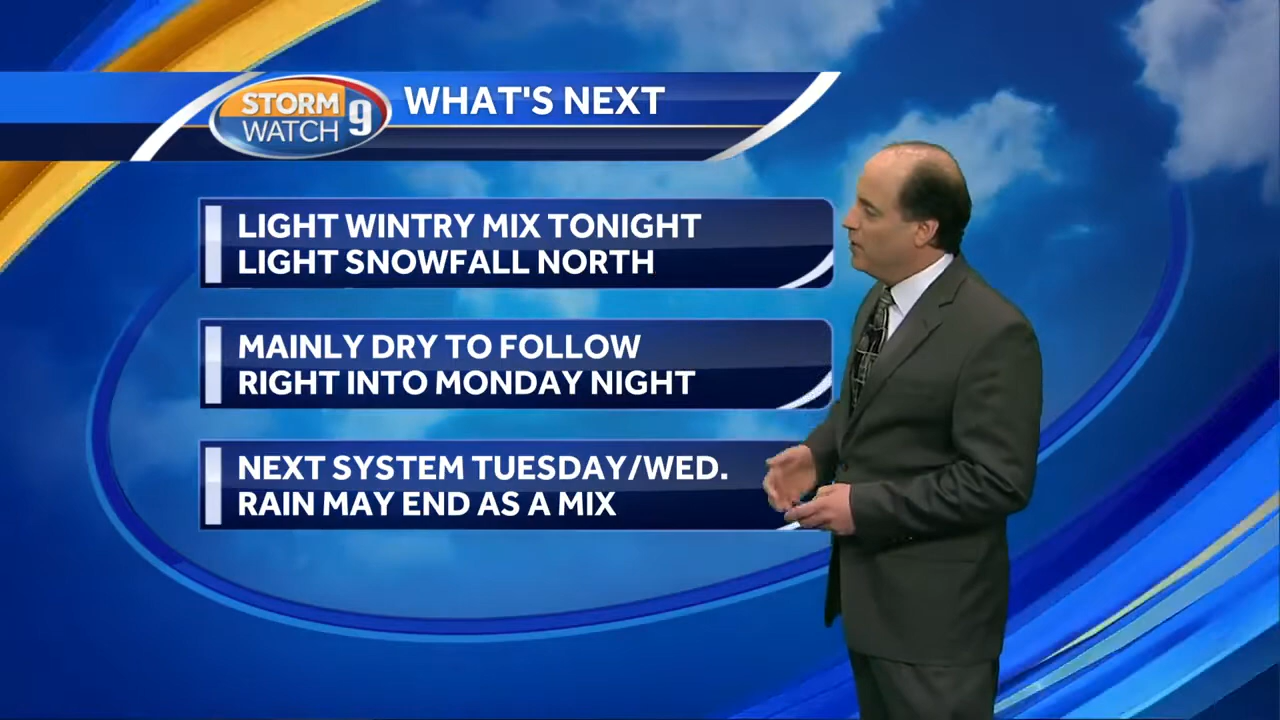 STORM
WATCH 9
WHAT'S NEXT
LIGHT WINTRY MIX TONIGHT
LIGHT SNOWFALL NORTH
MAINLY DRY TO FOLLOW
RIGHT INTO MONDAY NIGHT
NEXT SYSTEM TUESDAY/WED.
RAIN MAY END AS A MIX